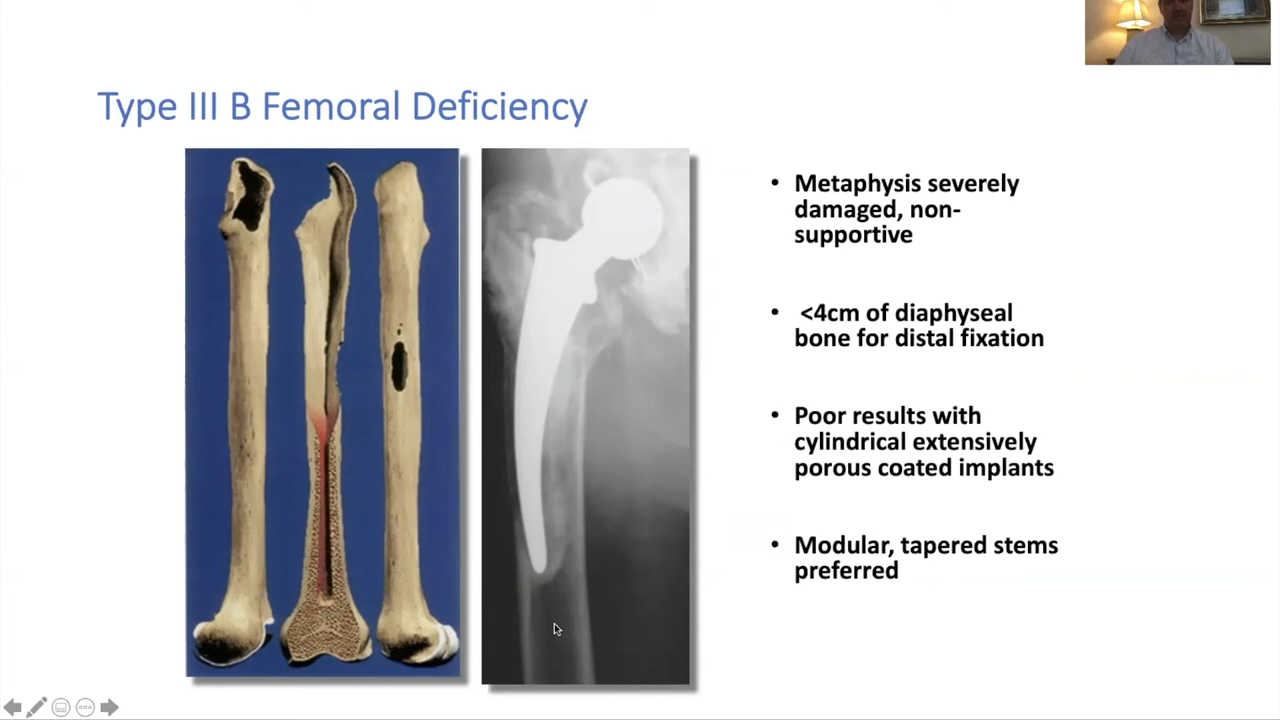 Type III B Femoral Deficiency
• Metaphysis severely
damaged, non-
supportive
• <4cm of diaphyseal
bone for distal fixation
• Poor results with
cylindrical extensively
porous coated implants
• Modular, tapered stems
preferred